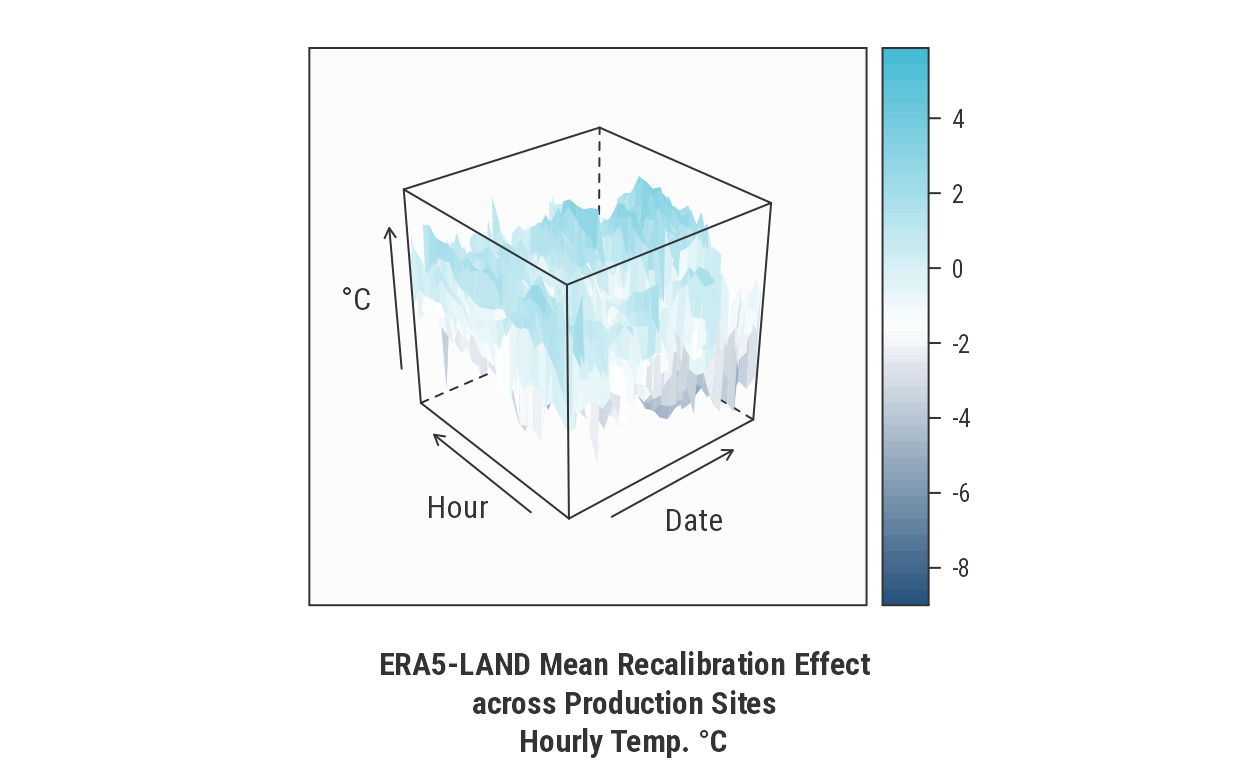 4
2
0
-2
-4
-6
-8
°C
Hour
Date
ERA5-LAND Mean Recalibration Effect
across Production Sites
Hourly Temp. °C